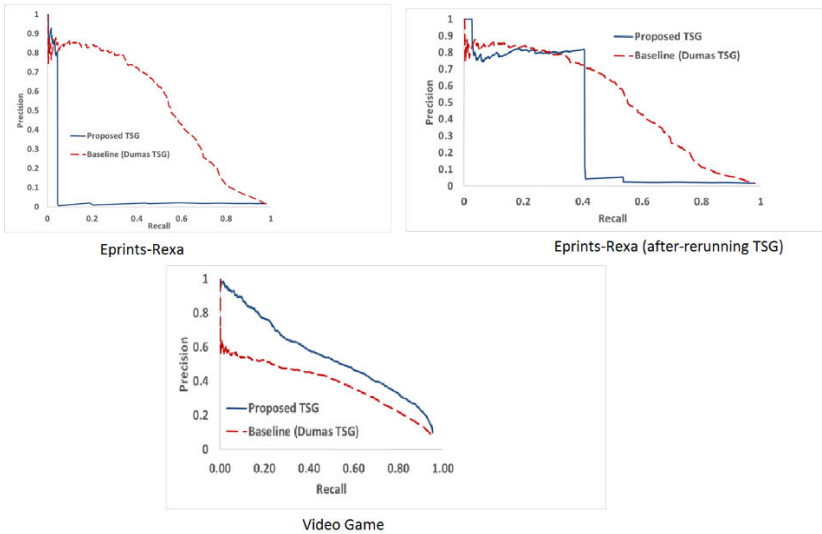 Precision
1
0.9
0.8
0.7
0.6
0.5
0.4
0.3
0.2
0.1
0
Proposed TSG
Baseline (Dumas TSG)
0 0.2 0.4 0.6 0.8 1
Recall
Eprints-Rexa
Precision
1
0.9
0.8
0.7
0.6
0.5
0.4
0.3
0.2
0.1
0
Proposed TSG
Baseline (Dumas TSG)
0 0.2 0.4 0.6 0.8 1
Recall
Eprints-Rexa (after-rerunning TSG)
Precision
1
0.8
0.6
0.4
0.2
0
Proposed TSG
Baseline (Dumas TSG)
0.00 0.20 0.40 0.60 0.80 1.00
Recall
Video Game